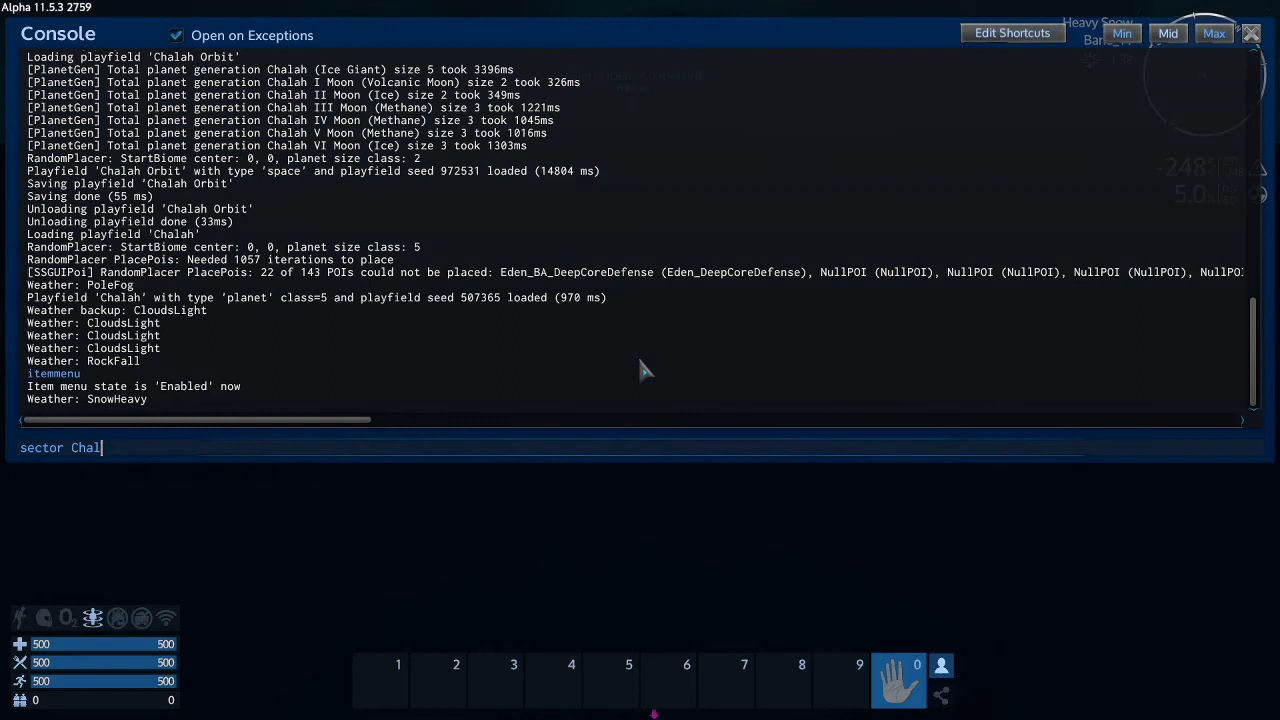 Alpha 11.5.3 2759
Console
Open on Exceptions
Edit Shortcuts
Heavy Snow
Min
Mid
Max
Loading playfield 'Chalah Orbit'
[PlanetGen] Total planet generation Chalah (Ice Giant) size 5 took 3396ms
[PlanetGen] Total planet generation Chalah I Moon (Volcanic Moon) size 2 took 326ms
[PlanetGen] Total planet generation Chalah II Moon (Ice) size 2 took 349ms
[PlanetGen] Total planet generation Chalah III Moon (Methane) size 3 took 1221ms
[PlanetGen] Total planet generation Chalah IV Moon (Methane) size 3 took 1045ms
[PlanetGen] Total planet generation Chalah V Moon (Methane) size 3 took 1016ms
[PlanetGen] Total planet generation Chalah VI Moon (Ice) size 3 took 1303ms
RandomPlacer: StartBiome center: 0, 0, planet size class: 2
Playfield 'Chalah Orbit' with type 'space' and playfield seed 972531 loaded (14804 ms)
Saving playfield 'Chalah Orbit'
Saving done (55 ms)
Unloading playfield 'Chalah Orbit'
Unloading playfield done (33ms)
Loading playfield 'Chalah'
RandomPlacer: StartBiome center: 0, 0, planet size class: 5
RandomPlacer PlacePois: Needed 1057 iterations to place
[SSGUIPoi] RandomPlacer PlacePois: 22 of 143 POIs could not be placed: Eden_BA_DeepCoreDefense (Eden_DeepCoreDefense), NullPOI (NullPOI), NullPOI (NullPOI), NullPOI (NullPOI), NullPOI
Weather: PoleFog
Playfield 'Chalah' with type 'planet' class=5 and playfield seed 507365 loaded (970 ms)
Weather backup: CloudsLight
Weather: CloudsLight
Weather: CloudsLight
Weather: CloudsLight
Weather: RockFall
itemmenu
Item menu state is 'Enabled' now
Weather: SnowHeavy
-248
5.0
sector Chal
O2
500 500
500 500
500 500
0 0
1 2 3 4 5 6 7 8 9 0